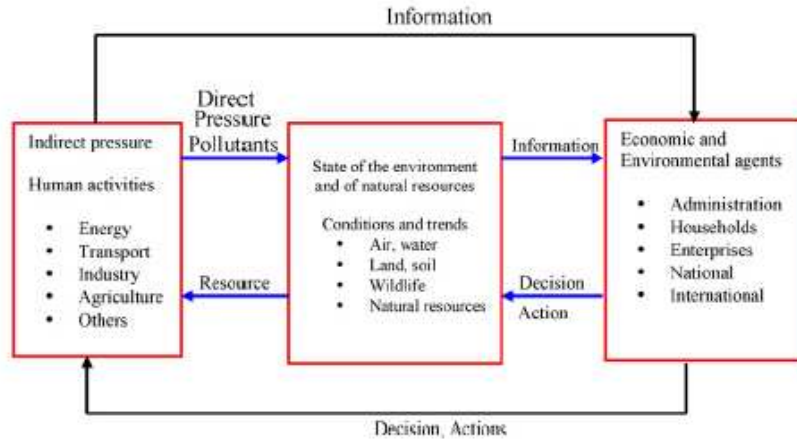 Information
Direct
Pressure
Pollutants
Indirect pressure
Human activities
• Energy
• Transport
• Industry
• Agriculture
• Others
Resource
State of the environment
and of natural resources
Conditions and trends
• Air, water
• Land, soil
• Wildlife
• Natural resources
Information
Decision
Action
Economic and
Environmental agents
• Administration
• Households
• Enterprises
• National
• International
Decision, Actions